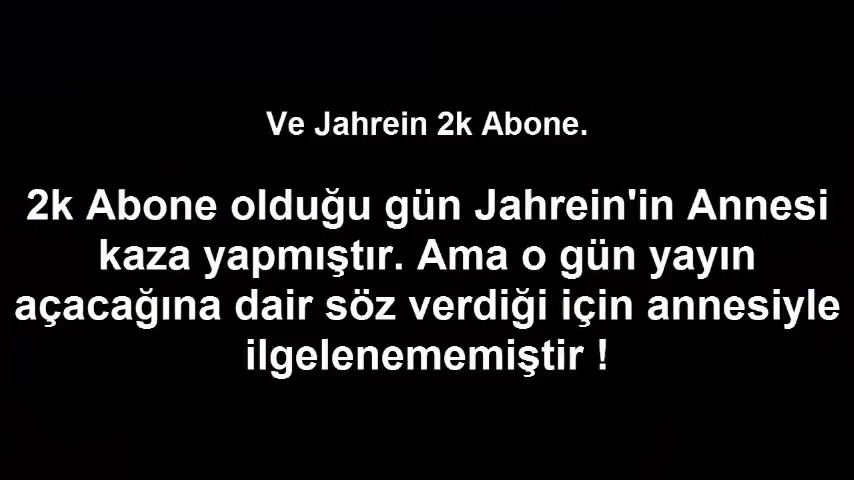 Ve Jahrein 2k Abone.
2k Abone olduğu gün Jahrein'in Annesi
kaza yapmıştır. Ama o gün yayın
açacağına dair söz verdiği için annesiyle
ilgelenememiştir !